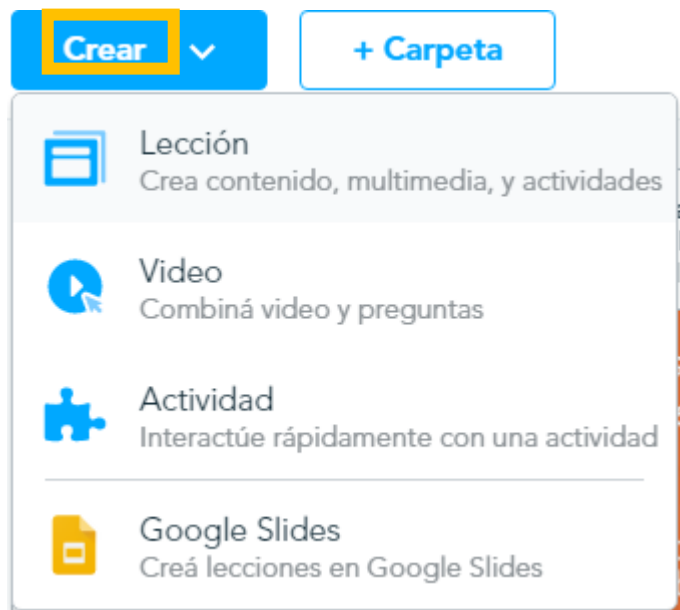 Crear
+ Carpeta
Lección
Crea contenido, multimedia, y actividades
Video
Combiná video y preguntas
Actividad
Interactúe rápidamente con una actividad
Google Slides
Creá lecciones en Google Slides